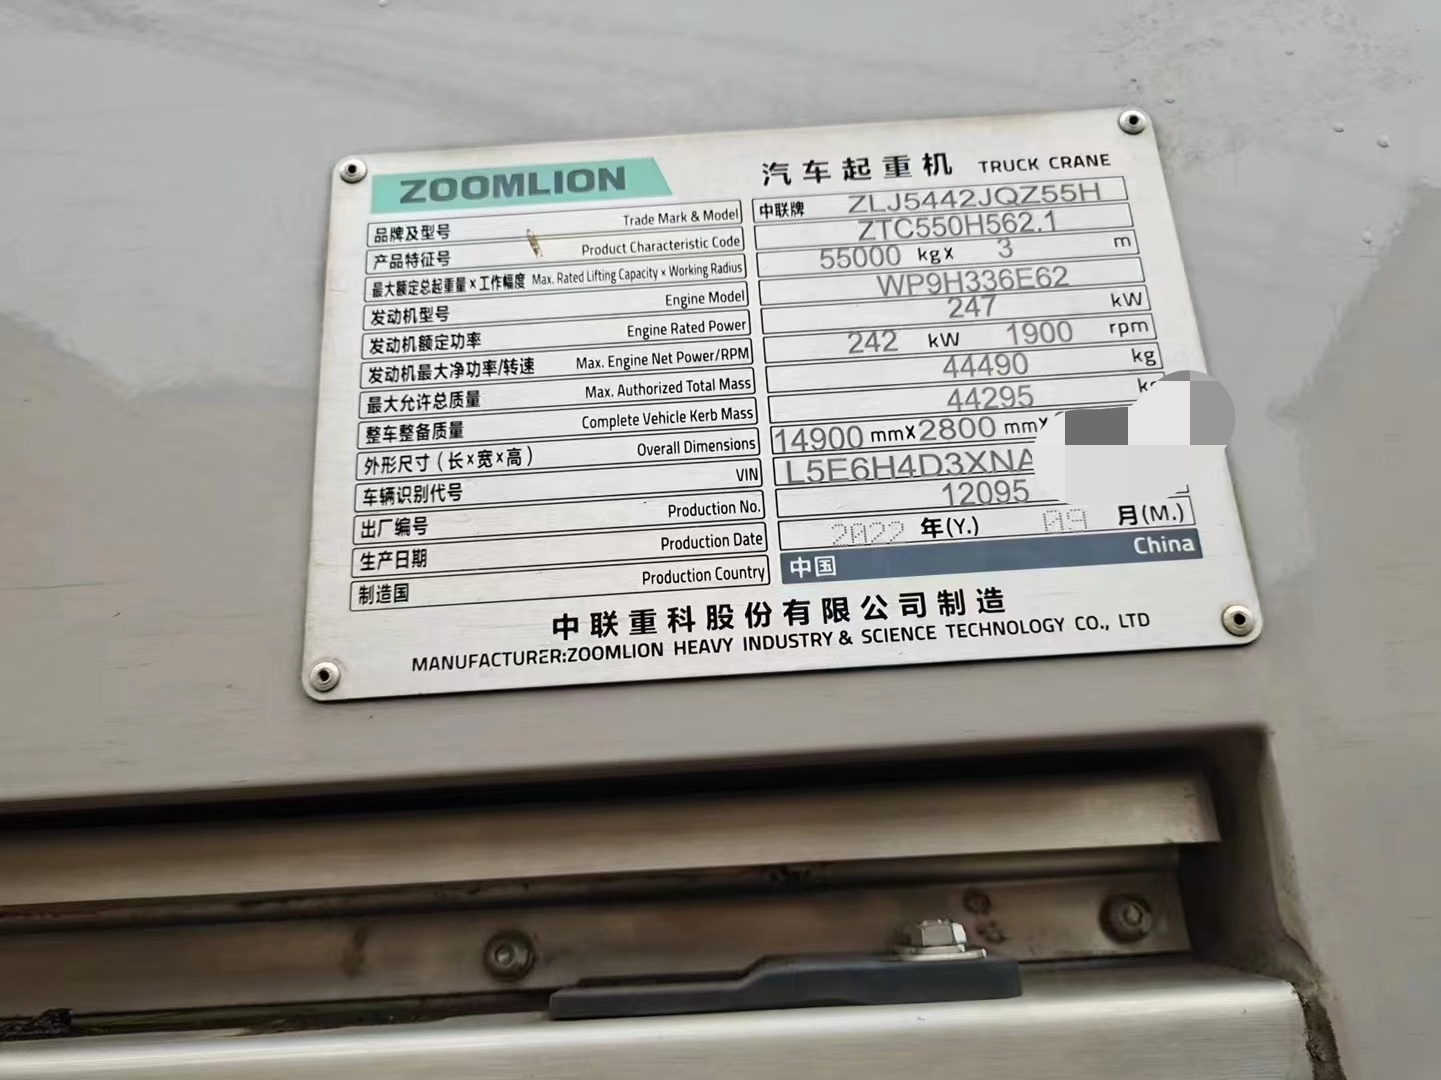 ZOOMLION 汽车起重机 TRUCK CRANE
品牌及型号 Trade Mark & Model 中联牌 ZLJ5442JQZ55H
产品特征号 Product Characteristic Code ZTC550H562.1
最大额定总起重量×工作幅度 Max. Rated Lifting Capacity × Working Radius 55000 kg× 3 m
发动机型号 Engine Model WP9H336E62
发动机额定功率 Engine Rated Power 247 kW
发动机最大净功率/转速 Max. Engine Net Power/RPM 242 kW 1900 rpm
最大允许总质量 Max. Authorized Total Mass 44490 kg
整车整备质量 Complete Vehicle Kerb Mass 44295
外形尺寸(长×宽×高) Overall Dimensions 14900 mm×2800 mm×
车辆识别代号 VIN L5E6H4D3XNA
出厂编号 Production No. 12095
生产日期 Production Date 2022 年(Y.) 09 月(M.)
制造国 Production Country 中国 China
中联重科股份有限公司制造
MANUFACTURER:ZOOMLION HEAVY INDUSTRY & SCIENCE TECHNOLOGY CO., LTD